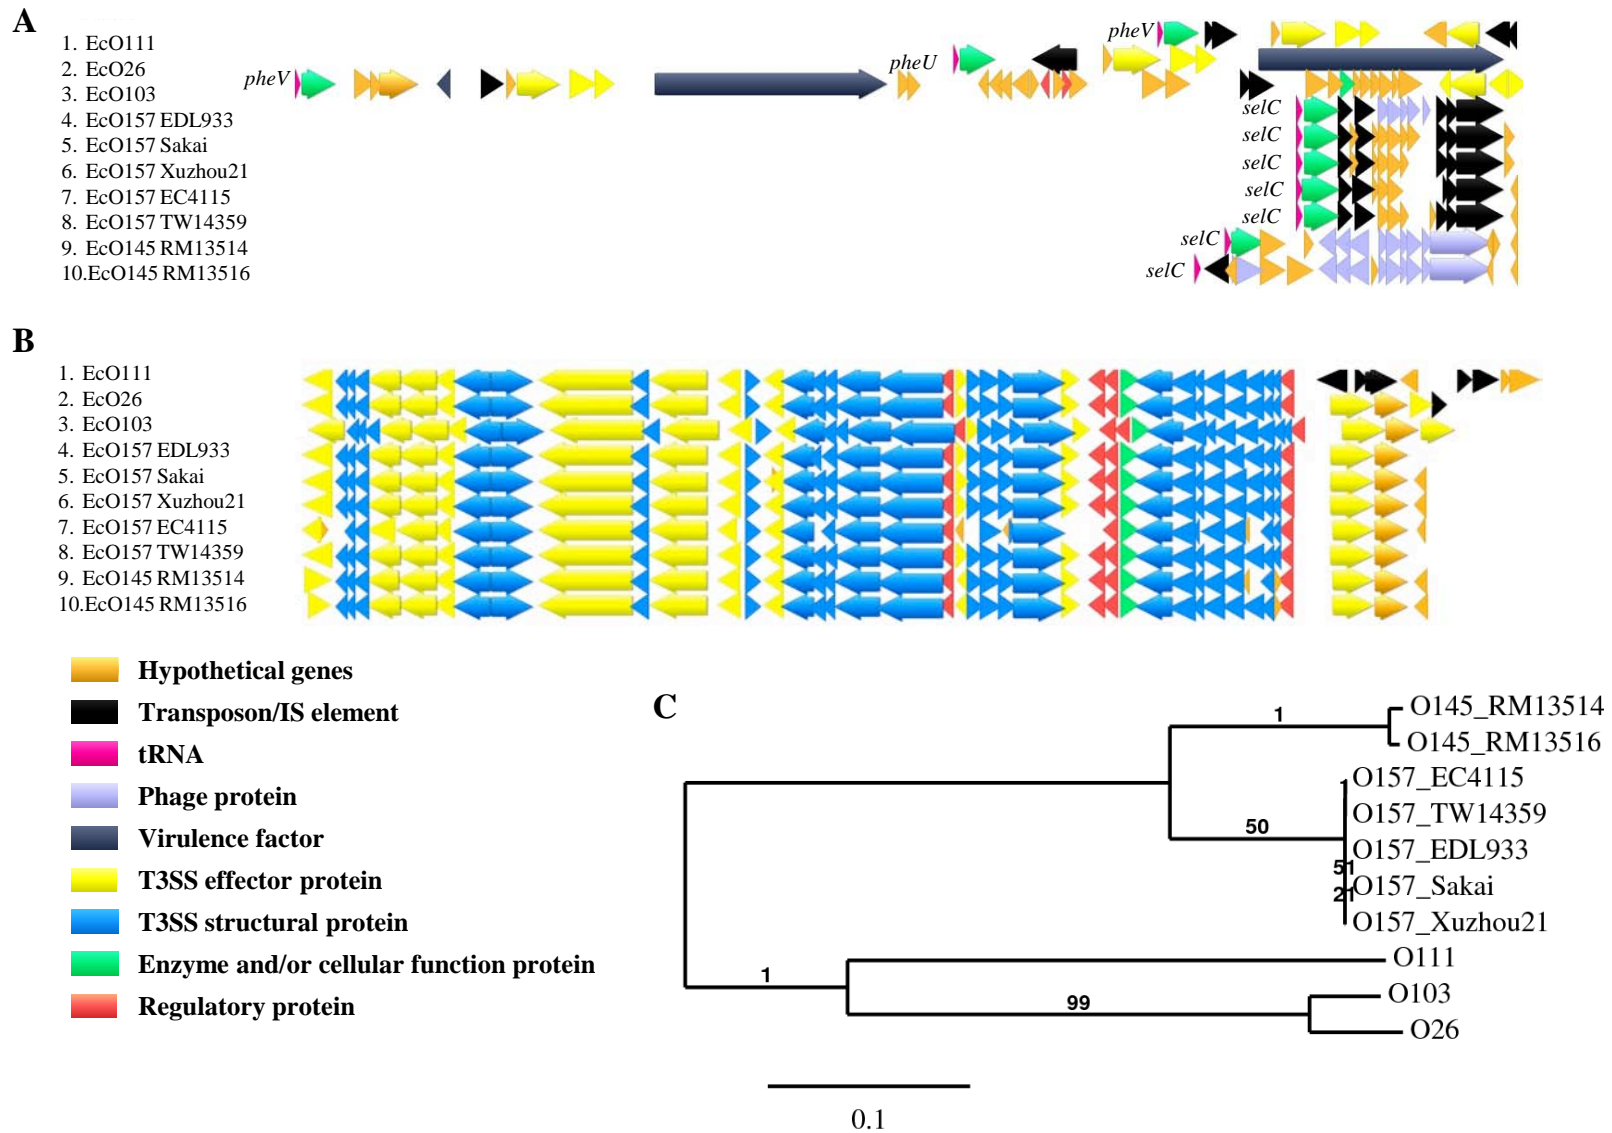 A
1. EcO111
2. EcO26
3. EcO103
4. EcO157 EDL933
5. EcO157 Sakai
6. EcO157 Xuzhou21
7. EcO157 EC4115
8. EcO157 TW14359
9. EcO145 RM13514
10.EcO145 RM13516
pheV
pheU
pheV
selC
selC
selC
selC
selC
selC
selC
B
1. EcO111
2. EcO26
3. EcO103
4. EcO157 EDL933
5. EcO157 Sakai
6. EcO157 Xuzhou21
7. EcO157 EC4115
8. EcO157 TW14359
9. EcO145 RM13514
10.EcO145 RM13516
Hypothetical genes
Transposon/IS element
tRNA
Phage protein
Virulence factor
T3SS effector protein
T3SS structural protein
Enzyme and/or cellular function protein
Regulatory protein
C
1
O145_RM13514
O145_RM13516
O157_EC4115
O157_TW14359
50
O157_EDL933
51
O157_Sakai
21
O157_Xuzhou21
O111
1
O103
99
O26
0.1